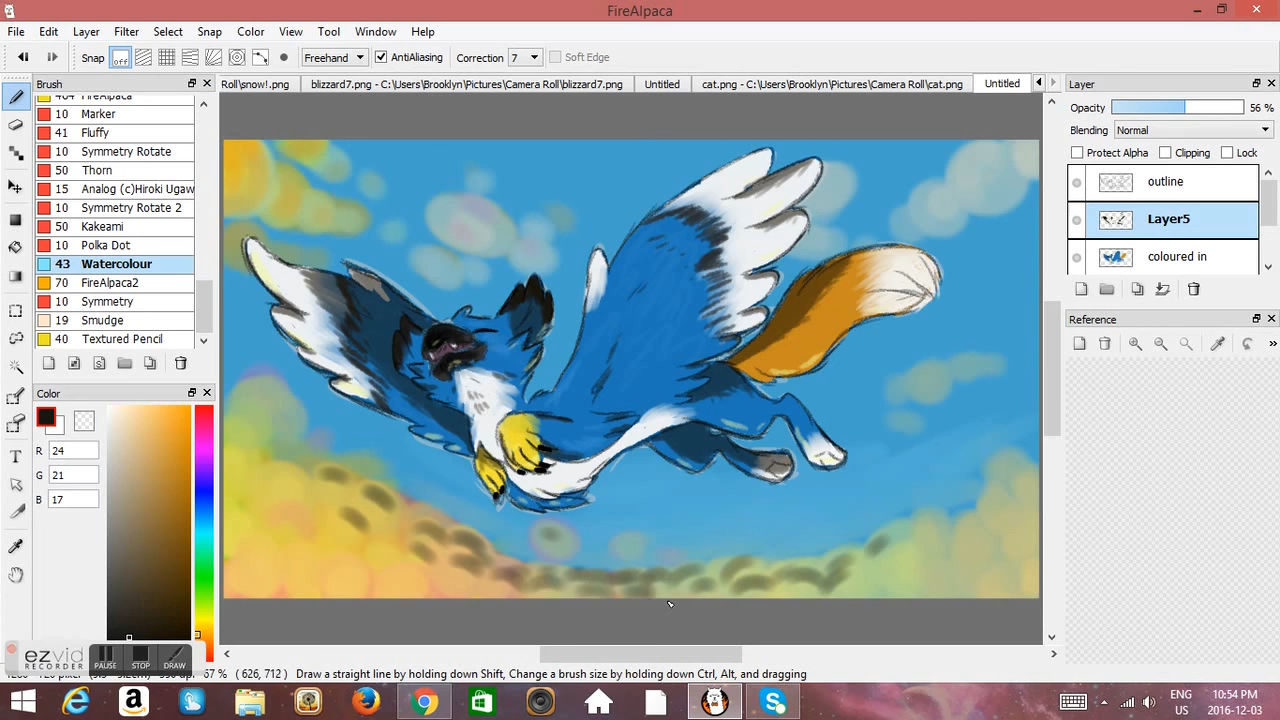 FireAlpaca
File Edit Layer Filter Select Snap Color View Tool Window Help
Snap off Freehand AntiAliasing Correction 7 Soft Edge
Brush
Roll\snow!.png blizzard7.png - C:\Users\Brooklyn\Pictures\Camera Roll\blizzard7.png Untitled cat.png - C:\Users\Brooklyn\Pictures\Camera Roll\cat.png Untitled
Layer
464 FireAlpaca
10 Marker
41 Fluffy
10 Symmetry Rotate
50 Thorn
15 Analog (c)Hiroki Ugaw
10 Symmetry Rotate 2
50 Kakeami
10 Polka Dot
43 Watercolour
70 FireAlpaca2
10 Symmetry
19 Smudge
40 Textured Pencil
Opacity 56 %
Blending Normal
Protect Alpha Clipping Lock
outline
Layer5
coloured in
Reference
»
Color
R 24
G 21
B 17
ezvid
RECORDER
PAUSE STOP DRAW
67 % ( 626, 712 ) Draw a straight line by holding down Shift, Change a brush size by holding down Ctrl, Alt, and dragging
ENG
US
10:54 PM
2016-12-03